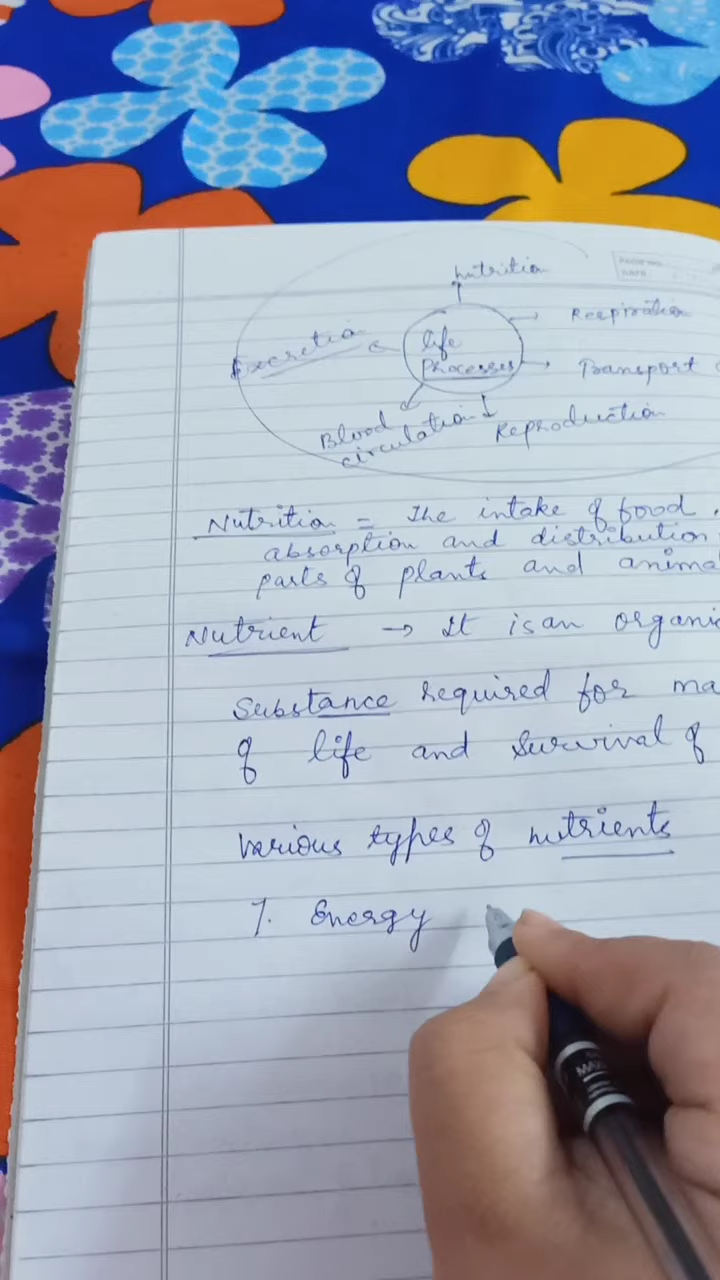 nutrition
life
Processes
Respiration
Excretion
Transport
Blood
circulation
Reproduction
Nutrition = The intake of food,
absorption and distribution
parts of plants and anima
Nutrient → It is an organic
Substance required for ma
of life and survival of
various types of nutrients
1. Energy